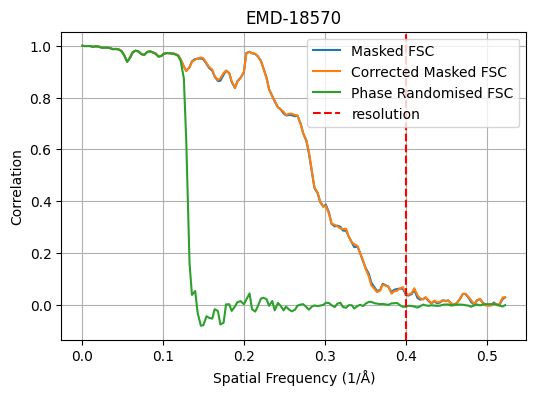 EMD-18570
Masked FSC
Corrected Masked FSC
Phase Randomised FSC
resolution
1.0
0.8
0.6
0.4
0.2
0.0
Correlation
0.0 0.1 0.2 0.3 0.4 0.5
Spatial Frequency (1/Å)